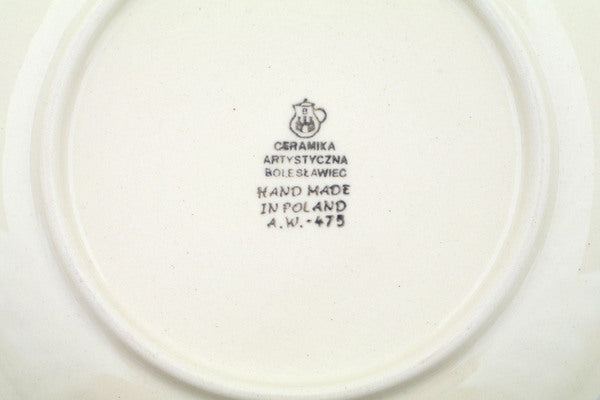 CERAMIKA
ARTYSTYCZNA
BOLESŁAWIEC
HAND MADE
IN POLAND
A.W.-475